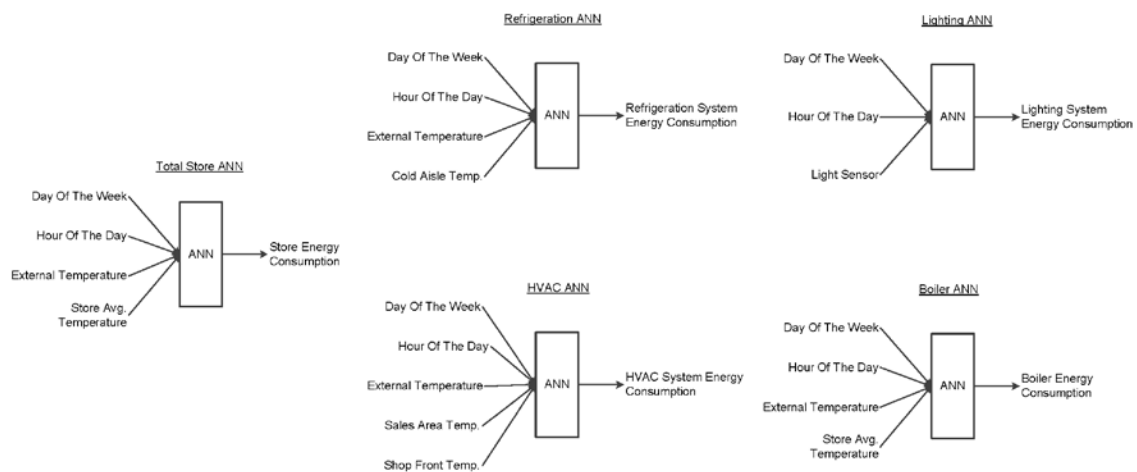 Total Store ANN
Day Of The Week
Hour Of The Day
External Temperature
Store Avg.
Temperature
ANN
Store Energy
Consumption
Refrigeration ANN
Day Of The Week
Hour Of The Day
External Temperature
Cold Aisle Temp.
ANN
Refrigeration System
Energy Consumption
Lighting ANN
Day Of The Week
Hour Of The Day
Light Sensor
ANN
Lighting System
Energy Consumption
HVAC ANN
Day Of The Week
Hour Of The Day
External Temperature
Sales Area Temp.
Shop Front Temp.
ANN
HVAC System Energy
Consumption
Boiler ANN
Day Of The Week
Hour Of The Day
External Temperature
Store Avg.
Temperature
ANN
Boiler Energy
Consumption